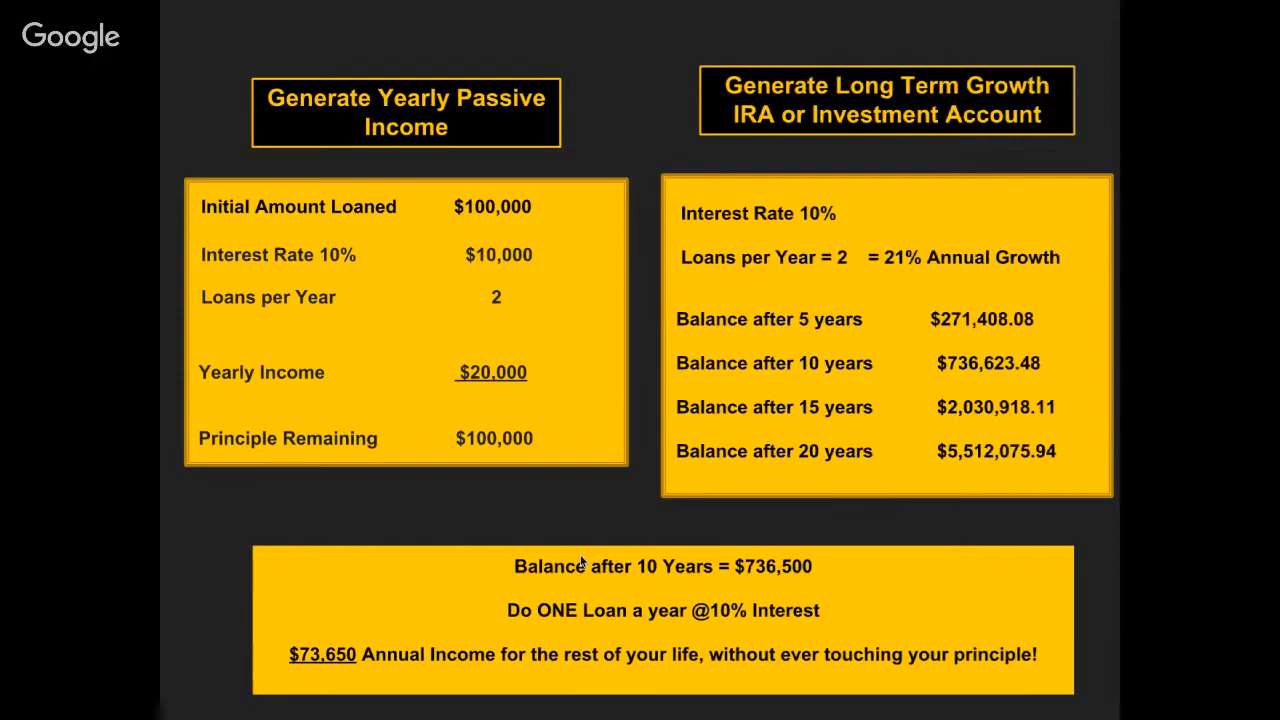 Google
Generate Yearly Passive
Income
Initial Amount Loaned $100,000
Interest Rate 10% $10,000
Loans per Year 2
Yearly Income $20,000
Principle Remaining $100,000
Generate Long Term Growth
IRA or Investment Account
Interest Rate 10%
Loans per Year = 2 = 21% Annual Growth
Balance after 5 years $271,408.08
Balance after 10 years $736,623.48
Balance after 15 years $2,030,918.11
Balance after 20 years $5,512,075.94
Balance after 10 Years = $736,500
Do ONE Loan a year @10% Interest
$73,650 Annual Income for the rest of your life, without ever touching your principle!